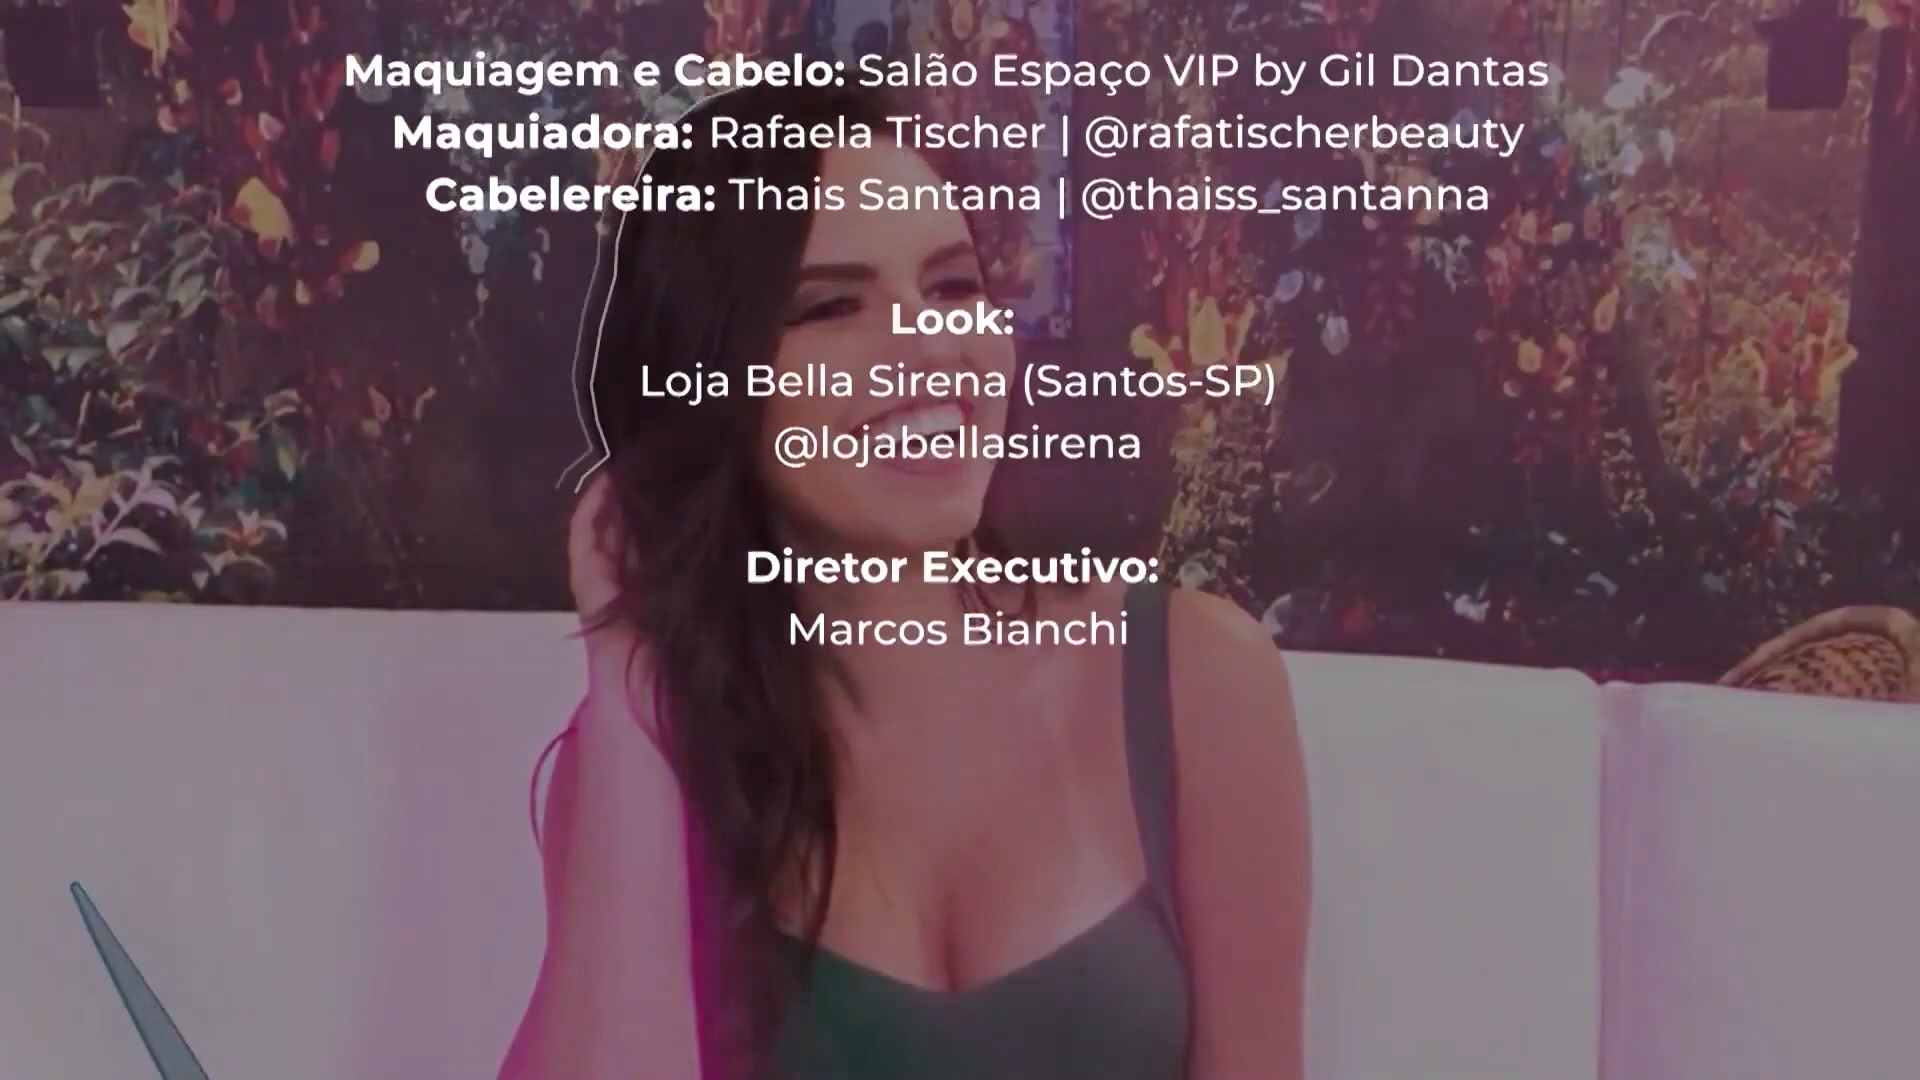 Maquiagem e Cabelo: Salão Espaço VIP by Gil Dantas
Maquiadora: Rafaela Tischer | @rafatischerbeauty
Cabelereira: Thais Santana | @thaiss_santanna
Look:
Loja Bella Sirena (Santos-SP)
@lojabellasirena
Diretor Executivo:
Marcos Bianchi